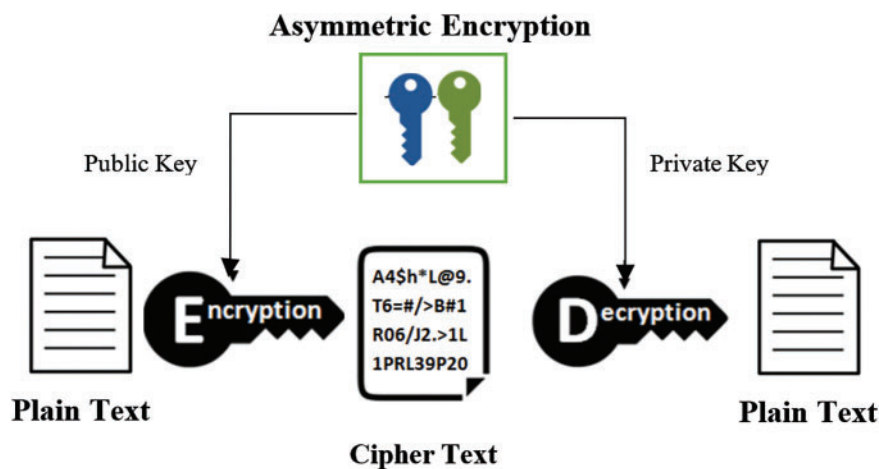 Asymmetric Encryption
Public Key
Private Key
Encryption
A4$h*L@9.
T6=#/>B#1
R06/J2.>1L
1PRL39P20
Decryption
Plain Text
Cipher Text
Plain Text